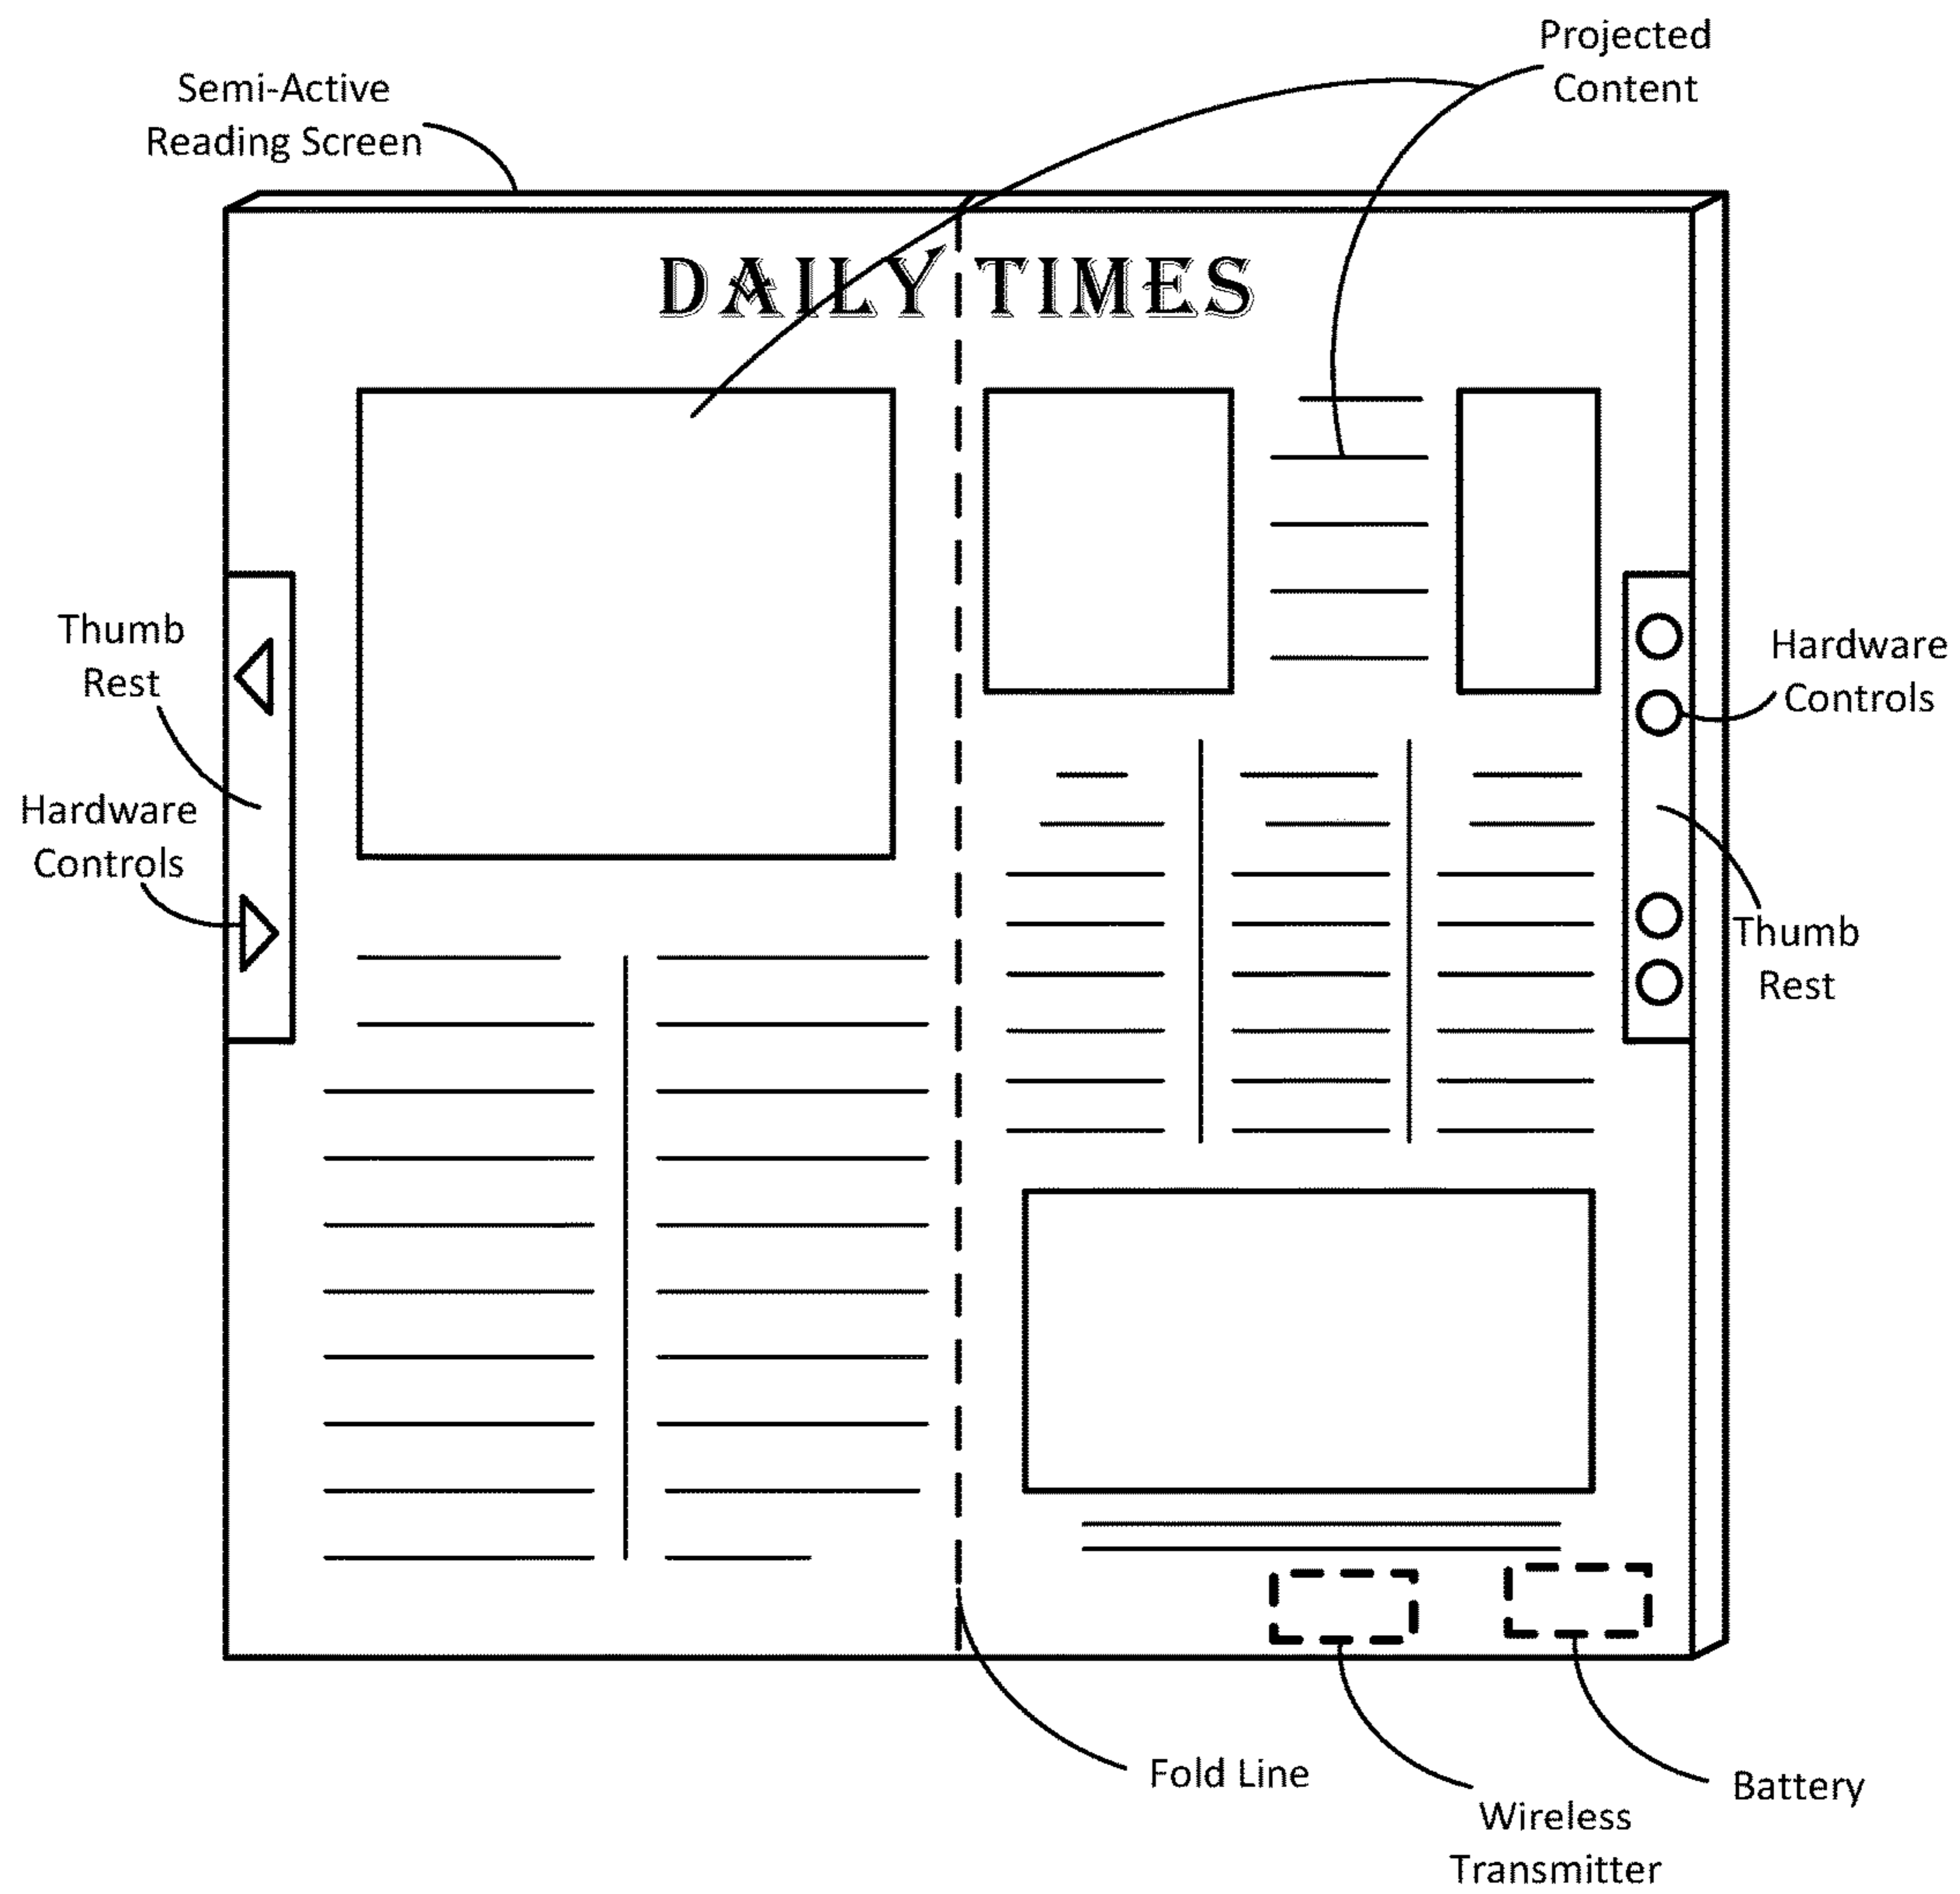 Projected
Content
Semi-Active
Reading Screen
DAILY TIMES
Thumb
Rest
Hardware
Controls
Hardware
Controls
Thumb
Rest
Fold Line
Wireless
Transmitter
Battery